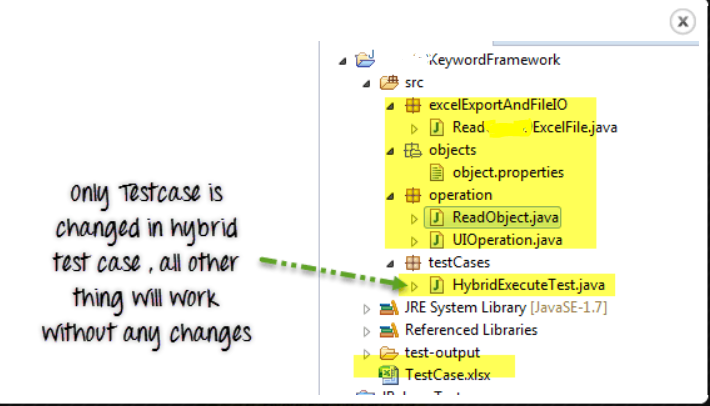 only Testcase is
changed in hybrid
test case , all other
thing will work
without any changes
KeywordFramework
src
excelExportAndFileIO
Read ExcelFile.java
objects
object.properties
operation
ReadObject.java
UIOperation.java
testCases
HybridExecuteTest.java
JRE System Library [JavaSE-1.7]
Referenced Libraries
test-output
TestCase.xlsx